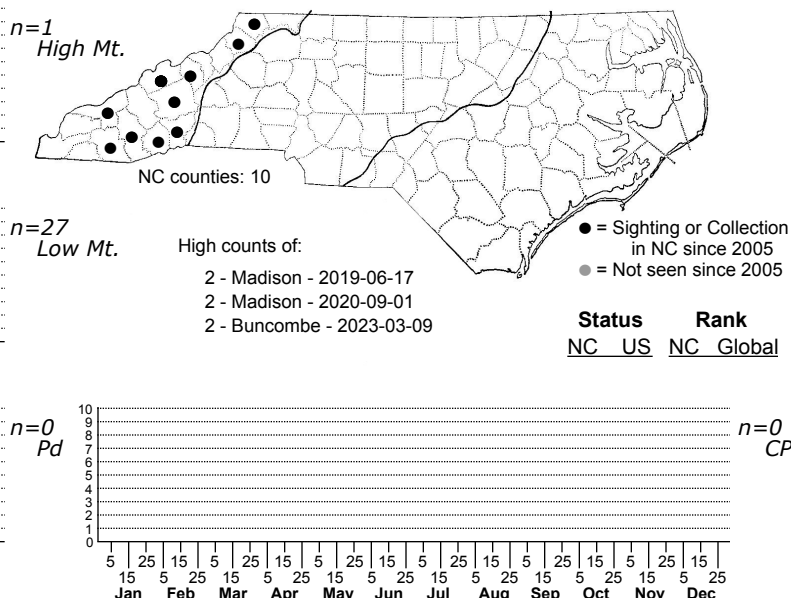 n=1
High Mt.
NC counties: 10
n=27
Low Mt.
High counts of:
2 - Madison - 2019-06-17
2 - Madison - 2020-09-01
2 - Buncombe - 2023-03-09
= Sighting or Collection
in NC since 2005
= Not seen since 2005
Status Rank
NC US NC Global
n=0
Pd
10
9
8
7
6
5
4
3
2
1
0
n=0
CP
5 25 15 5 25 15 5 25 15 5 25 15 5 25 15 5 25 15
15 5 25 15 5 25 15 5 25 15 5 25 15 5 25 15 5 25
Jan Feb Mar Apr May Jun Jul Aug Sep Oct Nov Dec